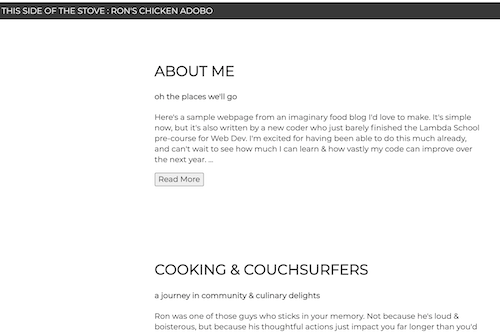 THIS SIDE OF THE STOVE : RON'S CHICKEN ADOBO
ABOUT ME
oh the places we'll go
Here's a sample webpage from an imaginary food blog I'd love to make. It's simple
now, but it's also written by a new coder who just barely finished the Lambda School
pre-course for Web Dev. I'm excited for having been able to do this much already,
and can't wait to see how much I can learn & how vastly my code can improve over
the next year. ...
Read More
COOKING & COUCHSURFERS
a journey in community & culinary delights
Ron was one of those guys who sticks in your memory. Not because he's loud &
boisterous, but because his thoughtful actions just impact you far longer than you'd